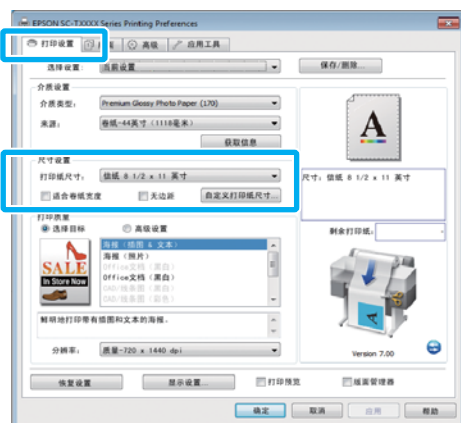 EPSON SC-TXXXX Series Printing Preferences
打印设置 高级 应用工具
选择设置: 当前设置 保存/删除...
介质设置
介质类型: Premium Glossy Photo Paper (170)
来源: 卷纸-44英寸 (1118毫米)
获取信息
尺寸设置
打印纸尺寸: 信纸 8 1/2 x 11 英寸
适合卷纸宽度 无边距 自定义打印纸尺寸...
尺寸: 信纸 8 1/2 x 11 英寸
打印质量
选择目标 高级设置
剩余打印纸:
海报 (插图 & 文本)
海报 (照片)
Office文档 (黑白)
Office文档 (黑白)
CAD/线条图 (黑白)
CAD/线条图 (彩色)
A
SALE
In Store Now
鲜明地打印带有插图和文本的海报。
分辨率: 质量-720 x 1440 dpi
Version 7.00
恢复设置 显示设置... 打印预览 版面管理器
确定 取消 应用 帮助